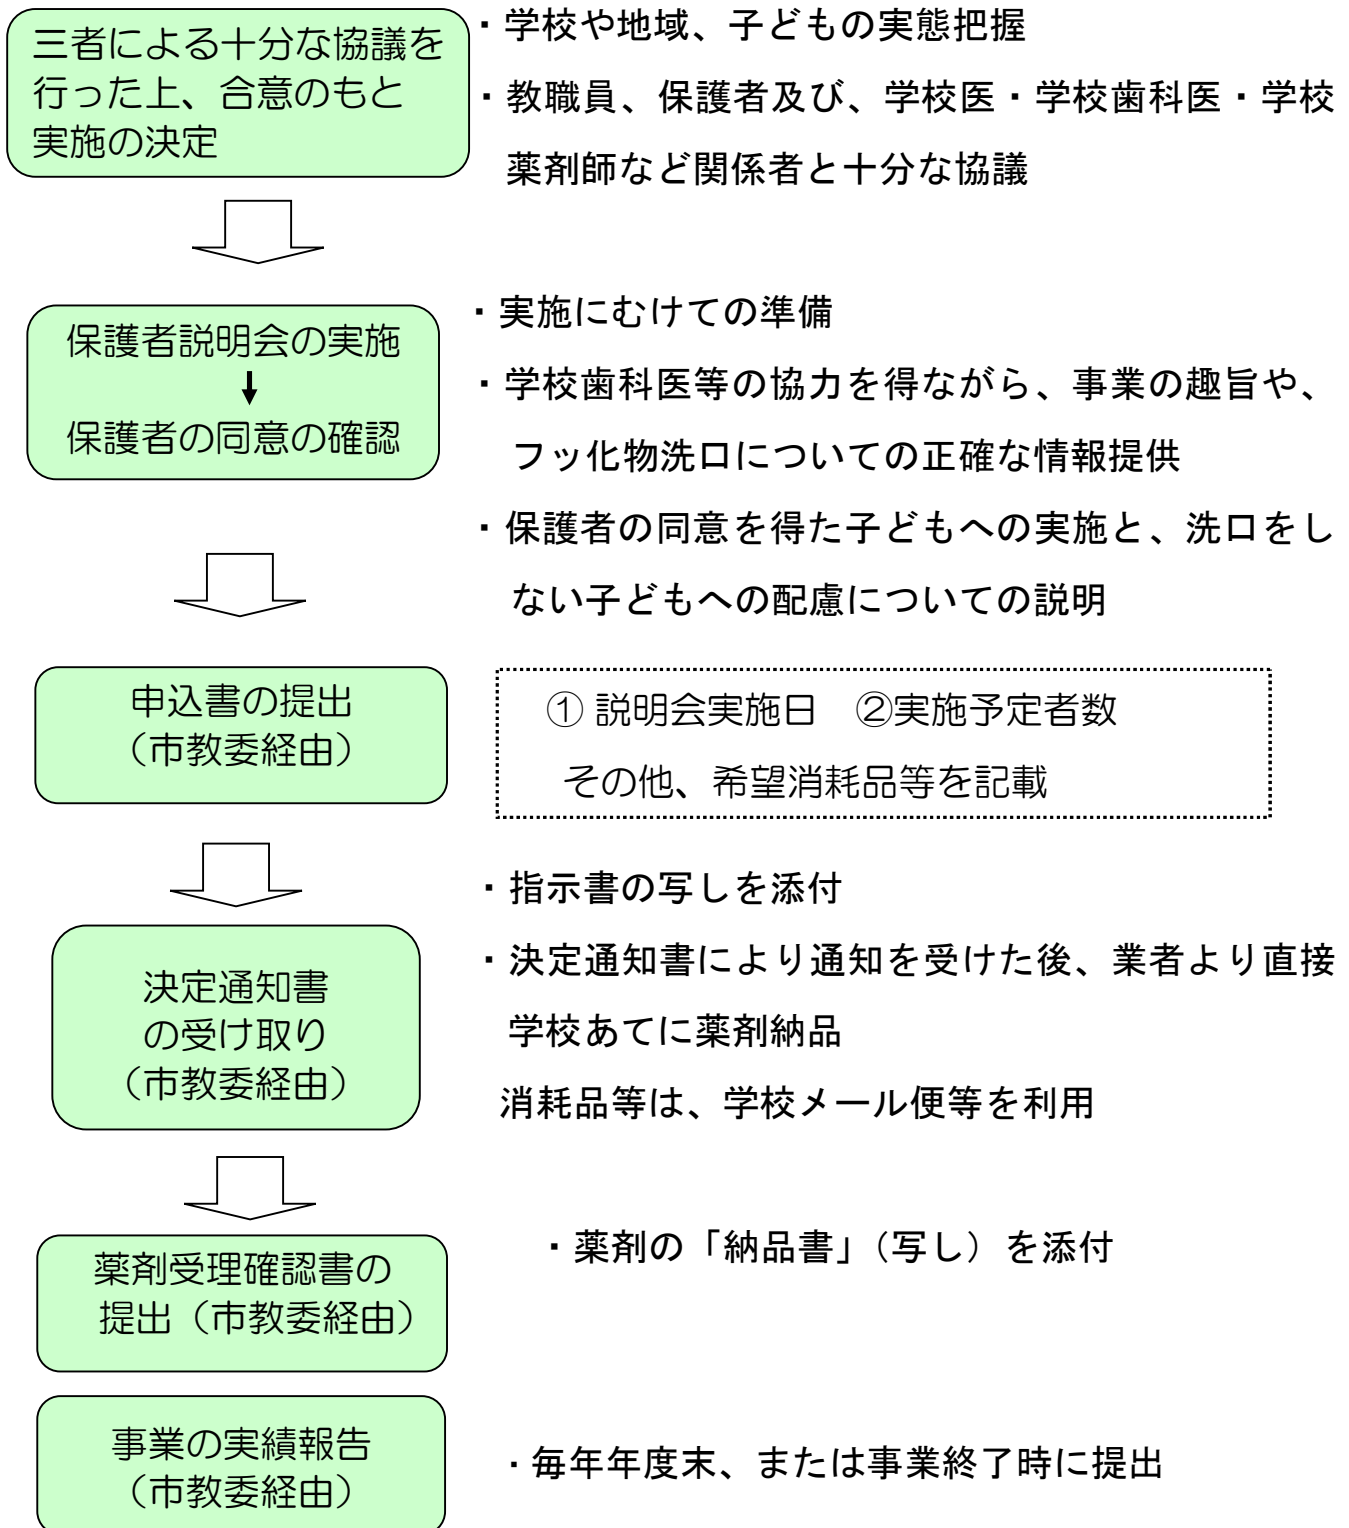 三者による十分な協議を
行った上、合意のもと
実施の決定
・学校や地域、子どもの実態把握
・教職員、保護者及び、学校医・学校歯科医・学校
薬剤師など関係者と十分な協議
保護者説明会の実施
↓
保護者の同意の確認
・実施にむけての準備
・学校歯科医等の協力を得ながら、事業の趣旨や、
フッ化物洗口についての正確な情報提供
・保護者の同意を得た子どもへの実施と、洗口をし
ない子どもへの配慮についての説明
申込書の提出
（市教委経由）
① 説明会実施日　②実施予定者数
その他、希望消耗品等を記載
決定通知書
の受け取り
（市教委経由）
・指示書の写しを添付
・決定通知書により通知を受けた後、業者より直接
学校あてに薬剤納品
消耗品等は、学校メール便等を利用
薬剤受理確認書の
提出（市教委経由）
・薬剤の「納品書」（写し）を添付
事業の実績報告
（市教委経由）
・毎年年度末、または事業終了時に提出